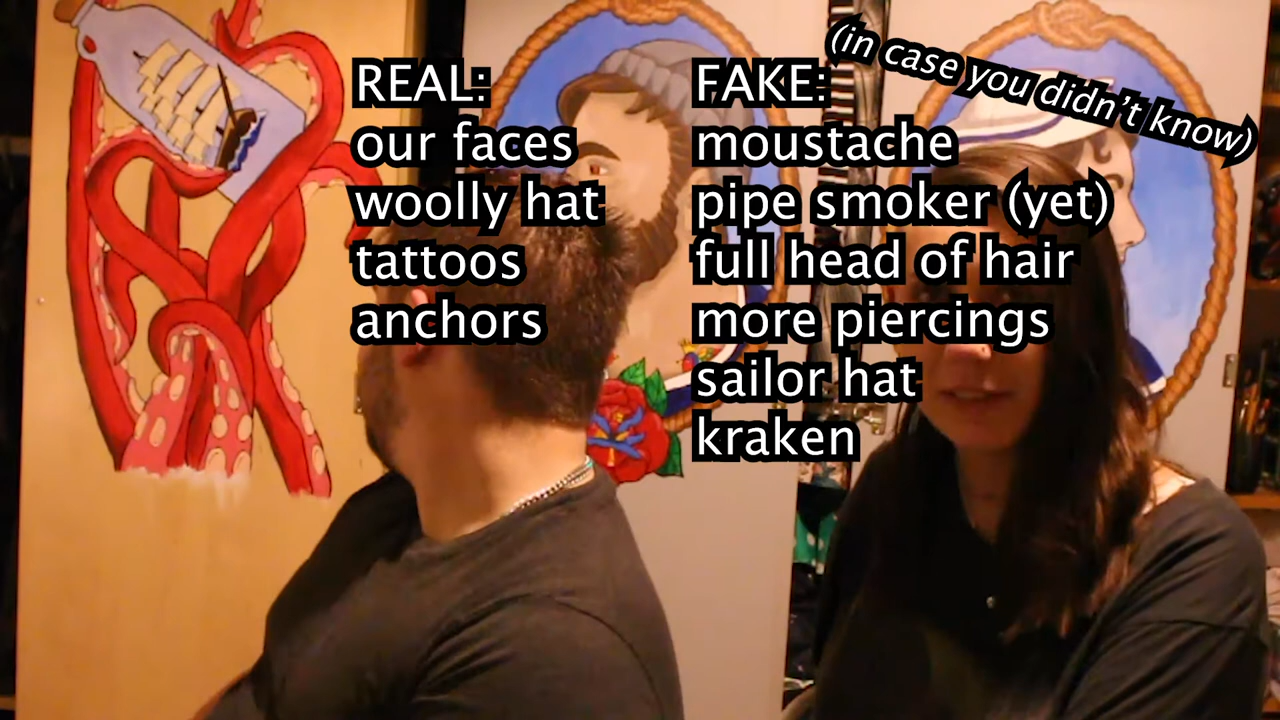 REAL:
our faces
woolly hat
tattoos
anchors
FAKE:
moustache
pipe smoker (yet)
full head of hair
more piercings
sailor hat
kraken
(in case you didn't know)